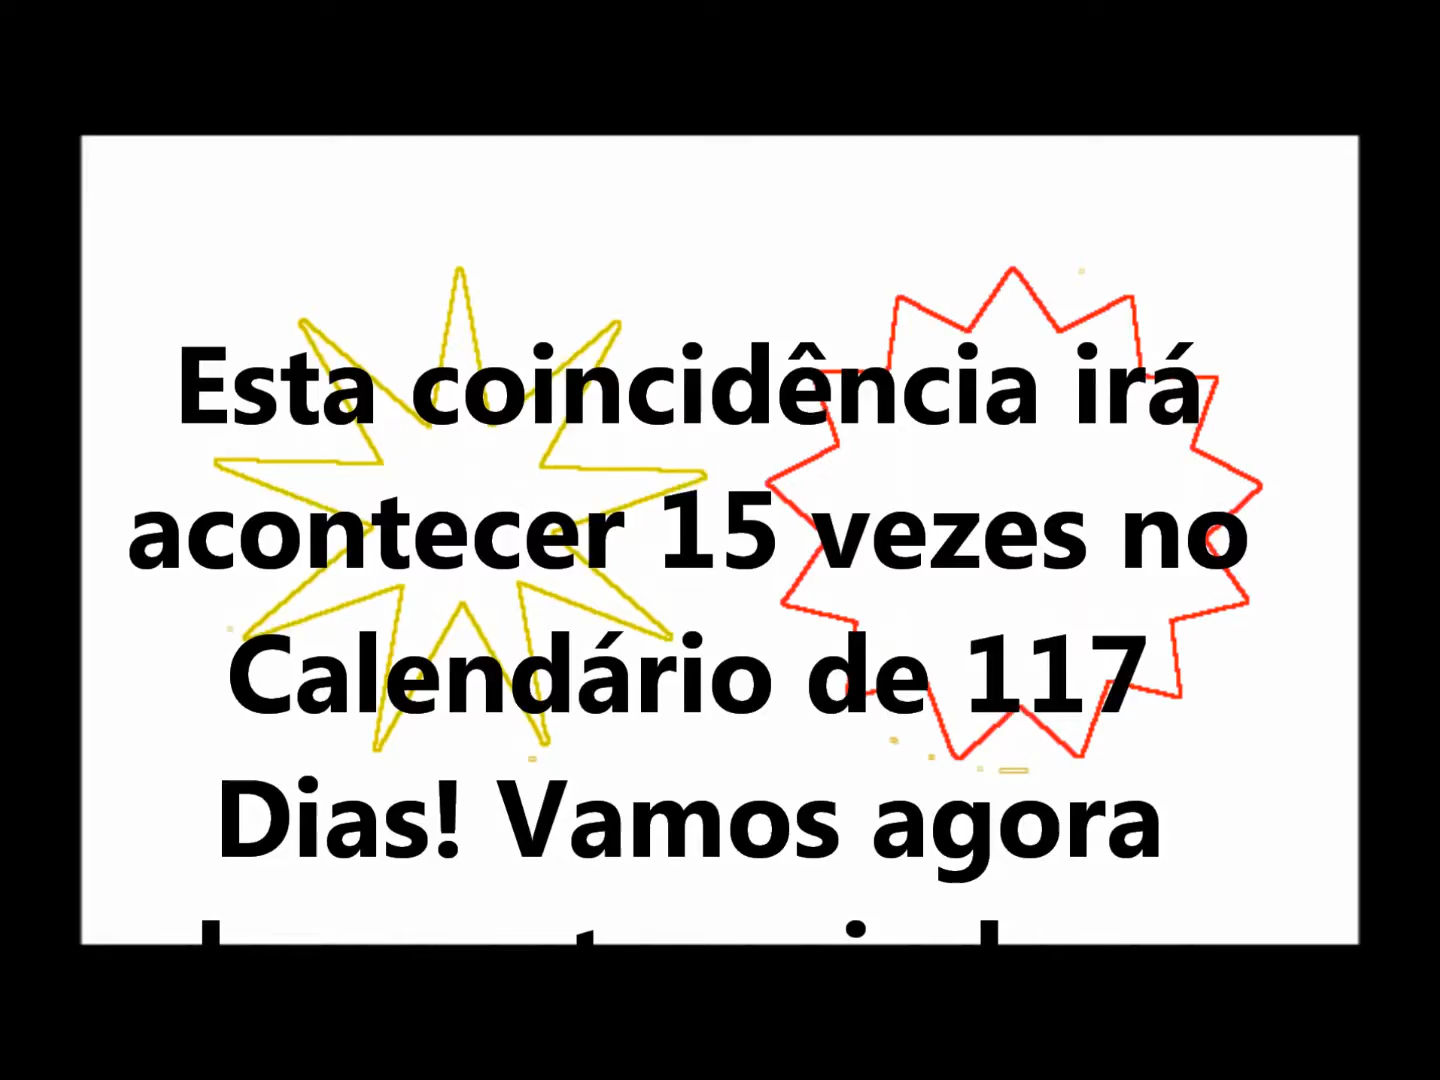 Esta coincidência irá
acontecer 15 vezes no
Calendário de 117
Dias! Vamos agora